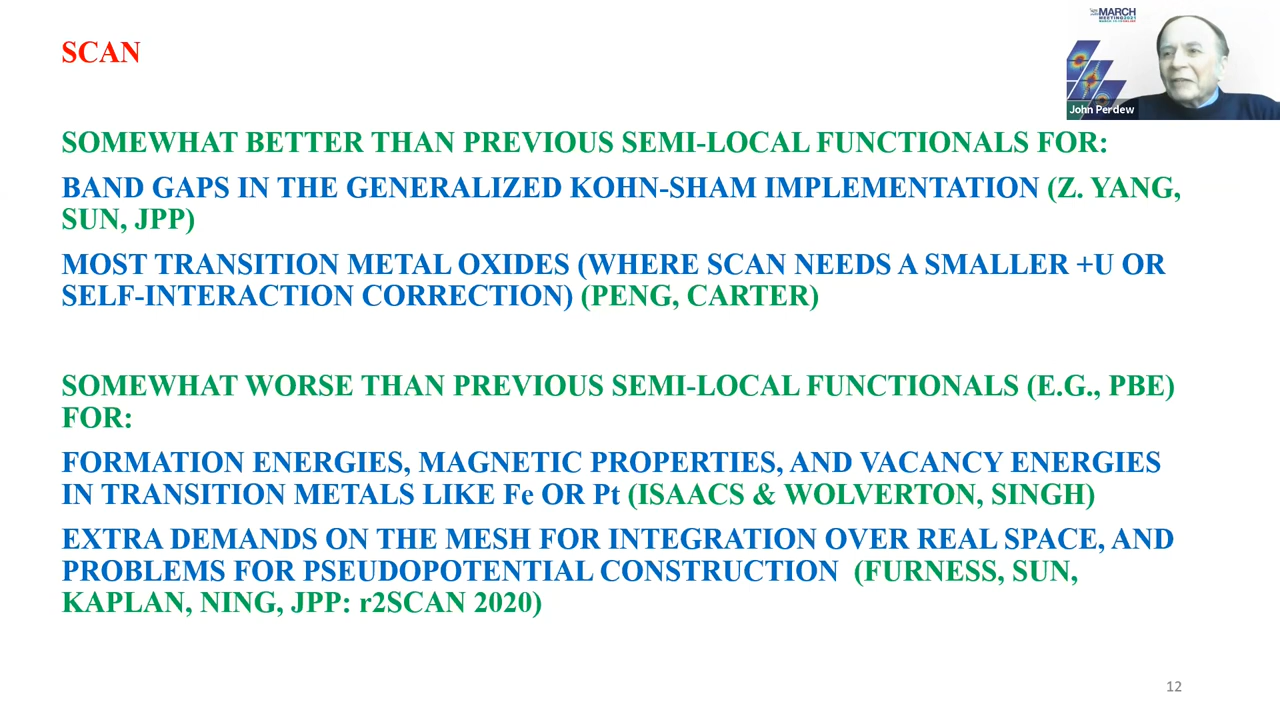 SCAN
MARCH
MEETING 2021
John Perdew
SOMEWHAT BETTER THAN PREVIOUS SEMI-LOCAL FUNCTIONALS FOR:
BAND GAPS IN THE GENERALIZED KOHN-SHAM IMPLEMENTATION (Z. YANG,
SUN, JPP)
MOST TRANSITION METAL OXIDES (WHERE SCAN NEEDS A SMALLER +U OR
SELF-INTERACTION CORRECTION) (PENG, CARTER)
SOMEWHAT WORSE THAN PREVIOUS SEMI-LOCAL FUNCTIONALS (E.G., PBE)
FOR:
FORMATION ENERGIES, MAGNETIC PROPERTIES, AND VACANCY ENERGIES
IN TRANSITION METALS LIKE Fe OR Pt (ISAACS & WOLVERTON, SINGH)
EXTRA DEMANDS ON THE MESH FOR INTEGRATION OVER REAL SPACE, AND
PROBLEMS FOR PSEUDOPOTENTIAL CONSTRUCTION (FURNESS, SUN,
KAPLAN, NING, JPP: r2SCAN 2020)
12